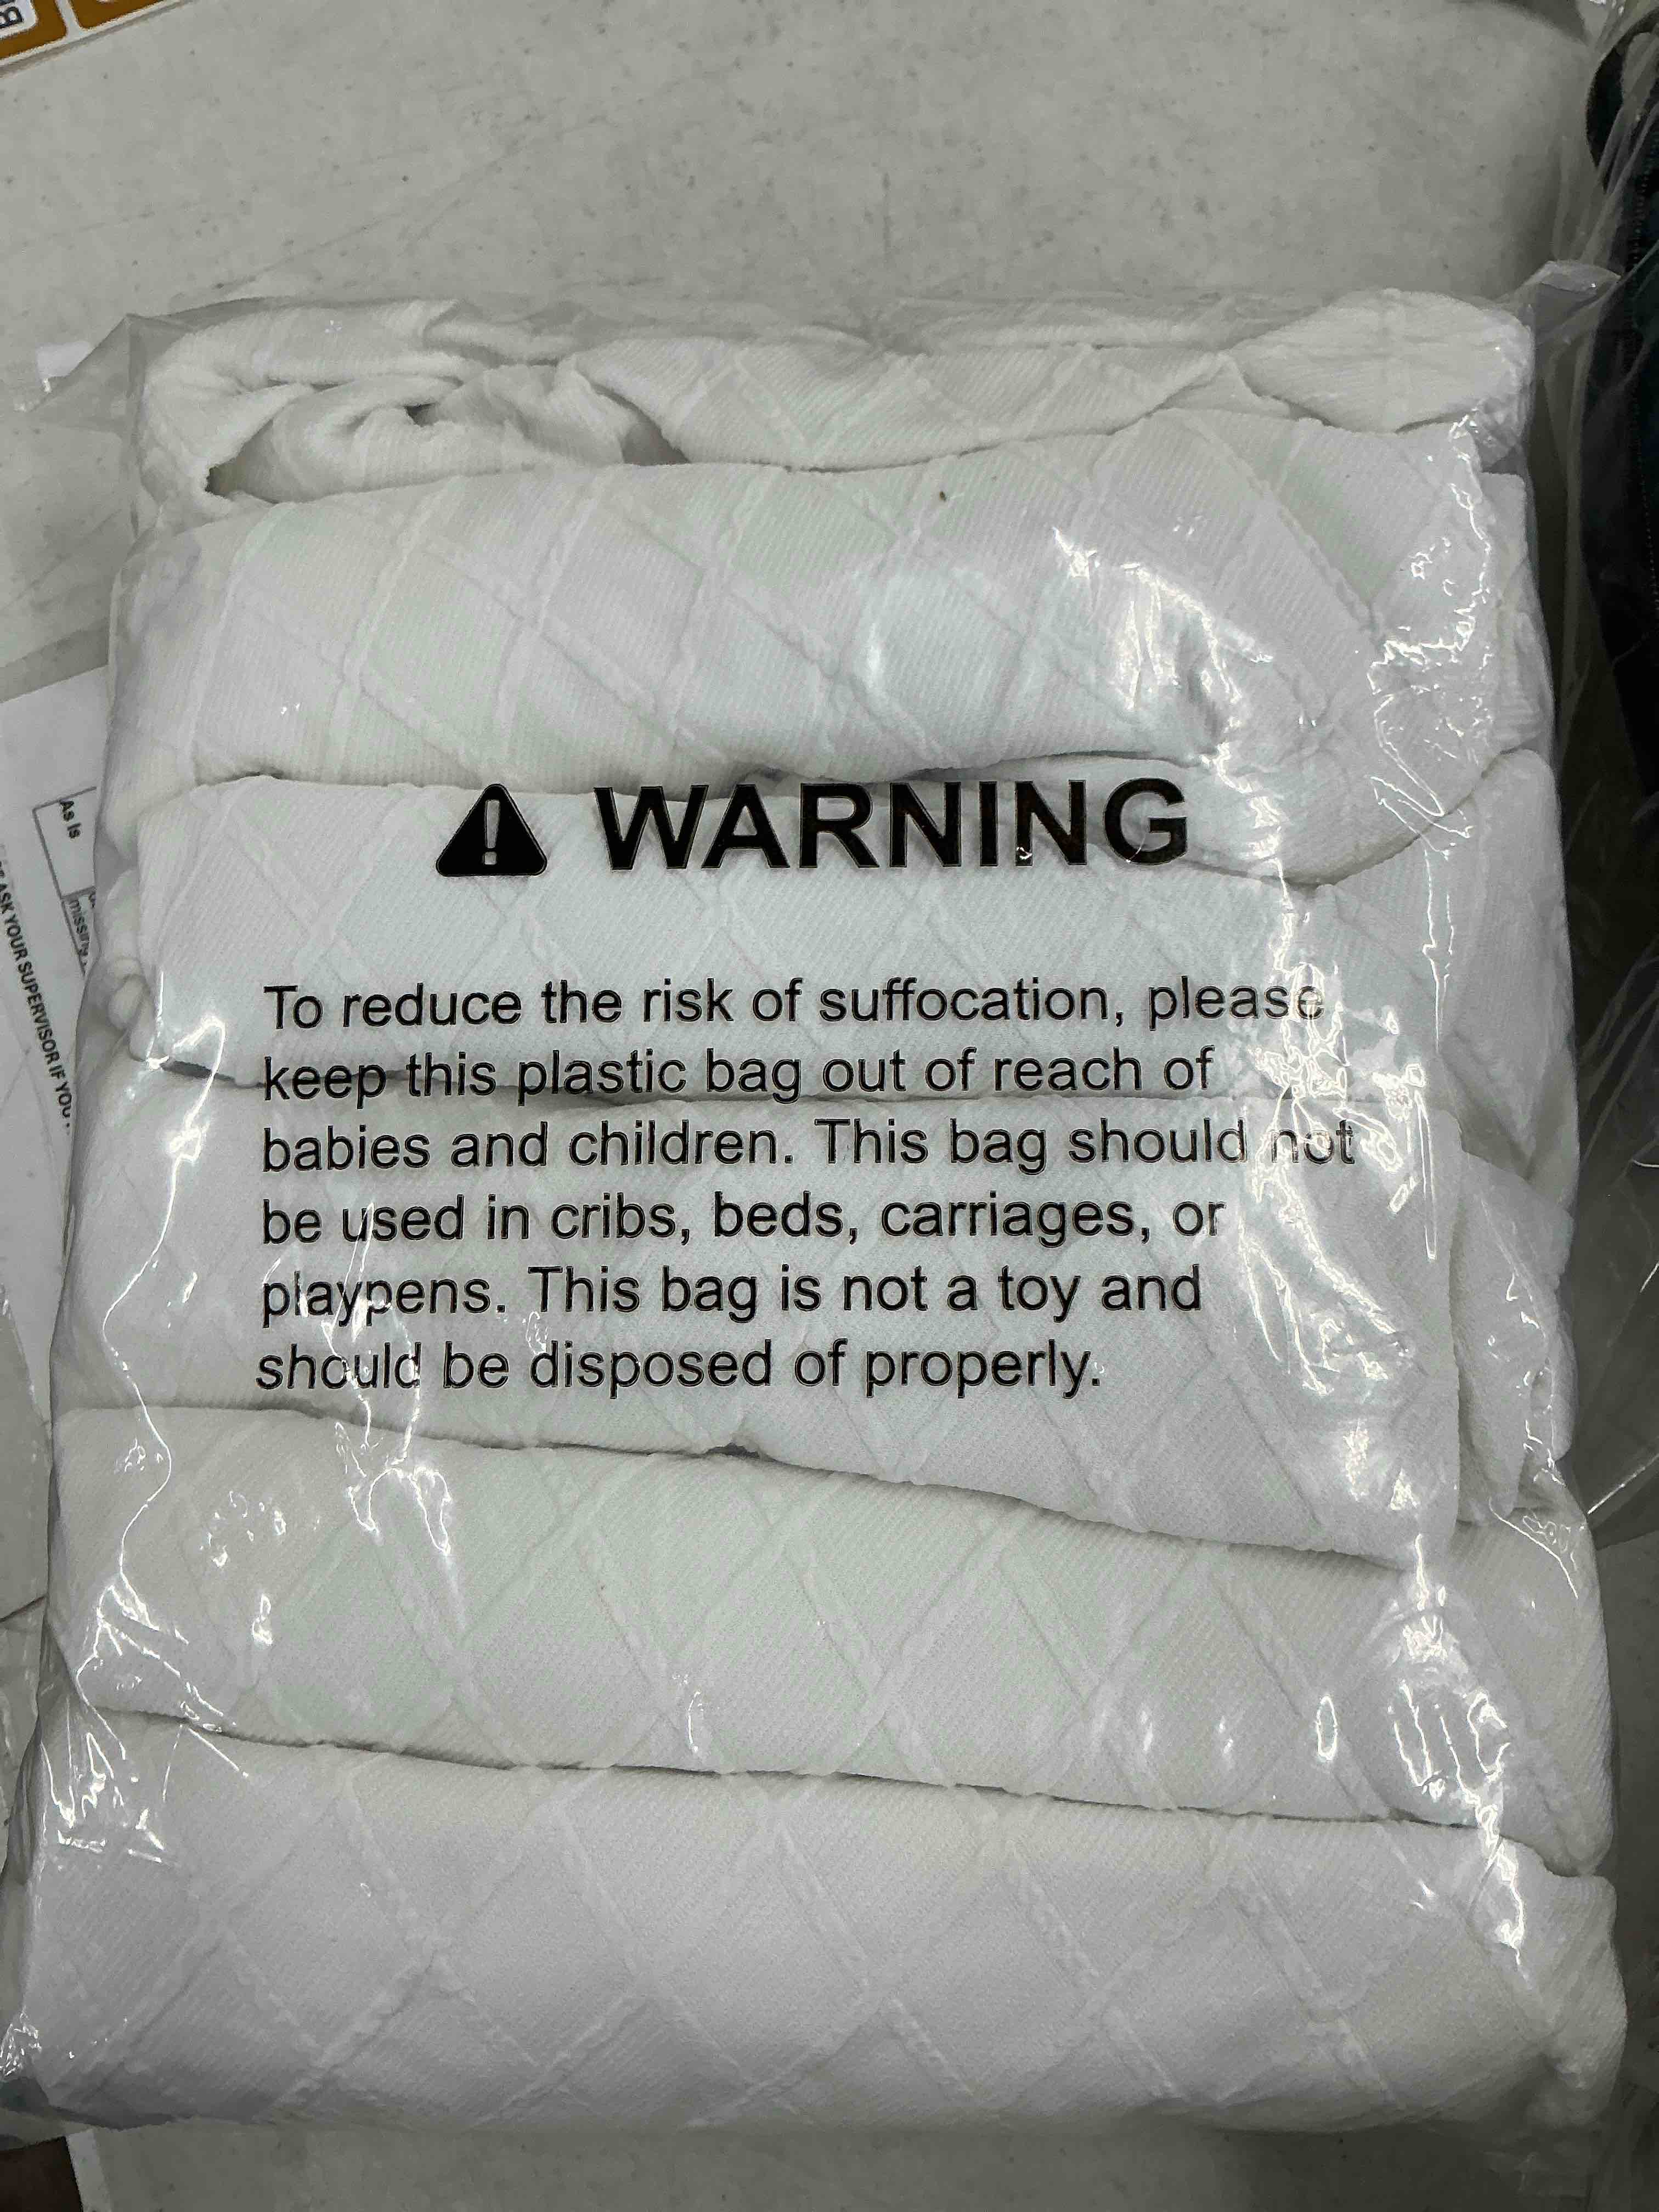 WARNING
To reduce the risk of suffocation, please
keep this plastic bag out of reach of
babies and children. This bag should not
be used in cribs, beds, carriages, or
playpens. This bag is not a toy and
should be disposed of properly.
As Is
missing
ASK YOUR SUPERVISOR IF YOU